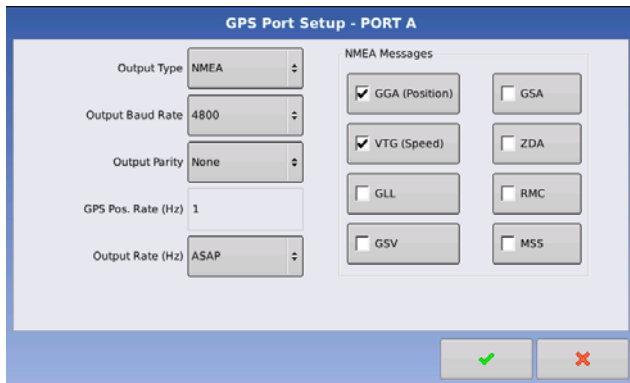 GPS Port Setup - PORT A
Output Type NMEA
Output Baud Rate 4800
Output Parity None
GPS Pos. Rate (Hz) 1
Output Rate (Hz) ASAP
NMEA Messages
GGA (Position) GSA
VTG (Speed) ZDA
GLL RMC
GSV MSS